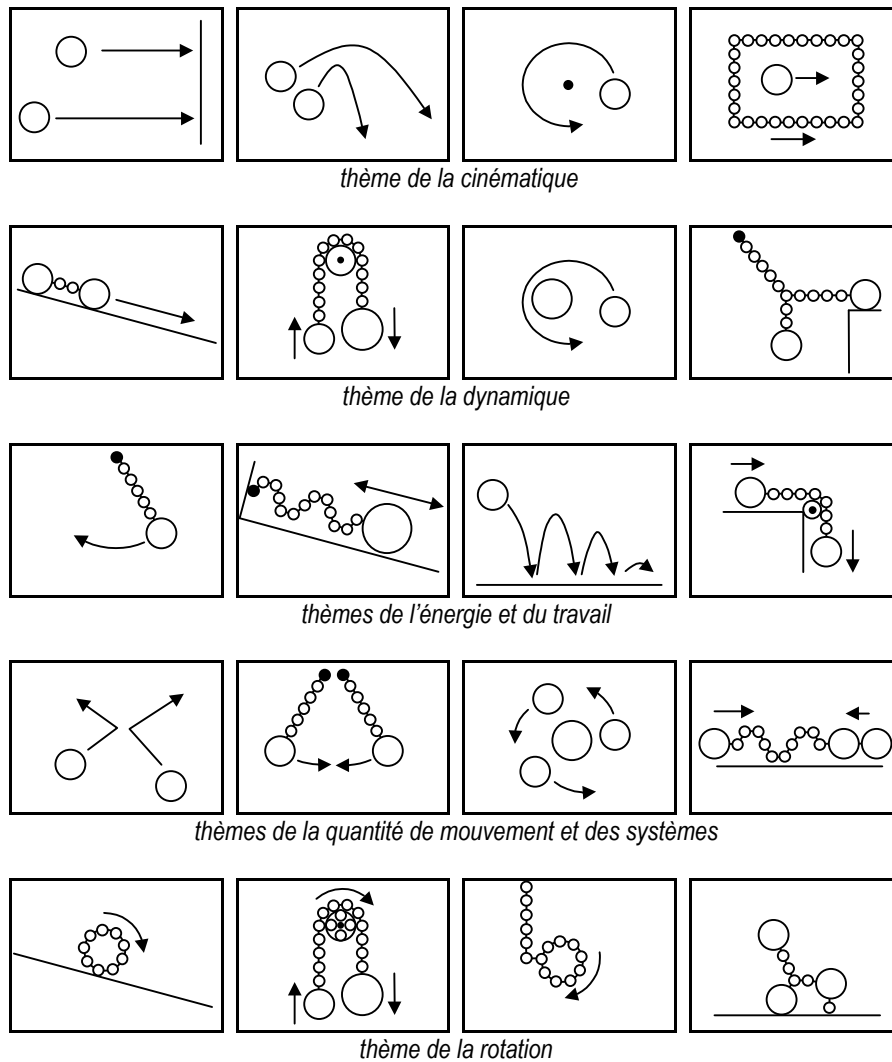 thème de la cinématique
thème de la dynamique
thèmes de l'énergie et du travail
thèmes de la quantité de mouvement et des systèmes
thème de la rotation